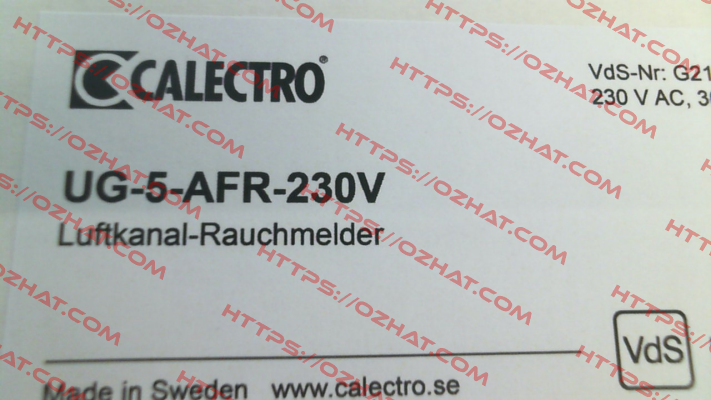 CALECTRO®
VdS-Nr: G21
230 V AC, 3
UG-5-AFR-230V
Luftkanal-Rauchmelder
VdS
Made in Sweden www.calectro.se
HTTPS://OZHAT.COM